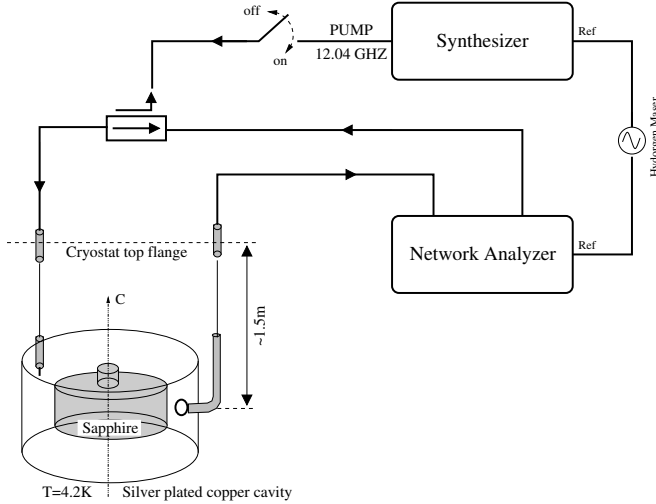 off
PUMP
12.04 GHZ
on
Synthesizer
Ref
Hydorgen Maser
Network Analyzer
Ref
Cryostat top flange
C
~1.5m
Sapphire
T=4.2K
Silver plated copper cavity